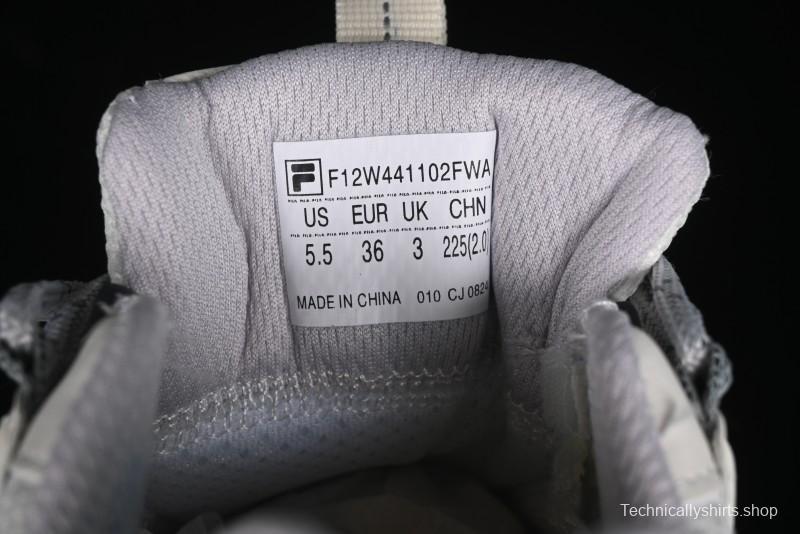 F12W441102FWA
US EUR UK CHN
5.5 36 3 225(2.0)
MADE IN CHINA 010 CJ 0824
Technicallyshirts.shop